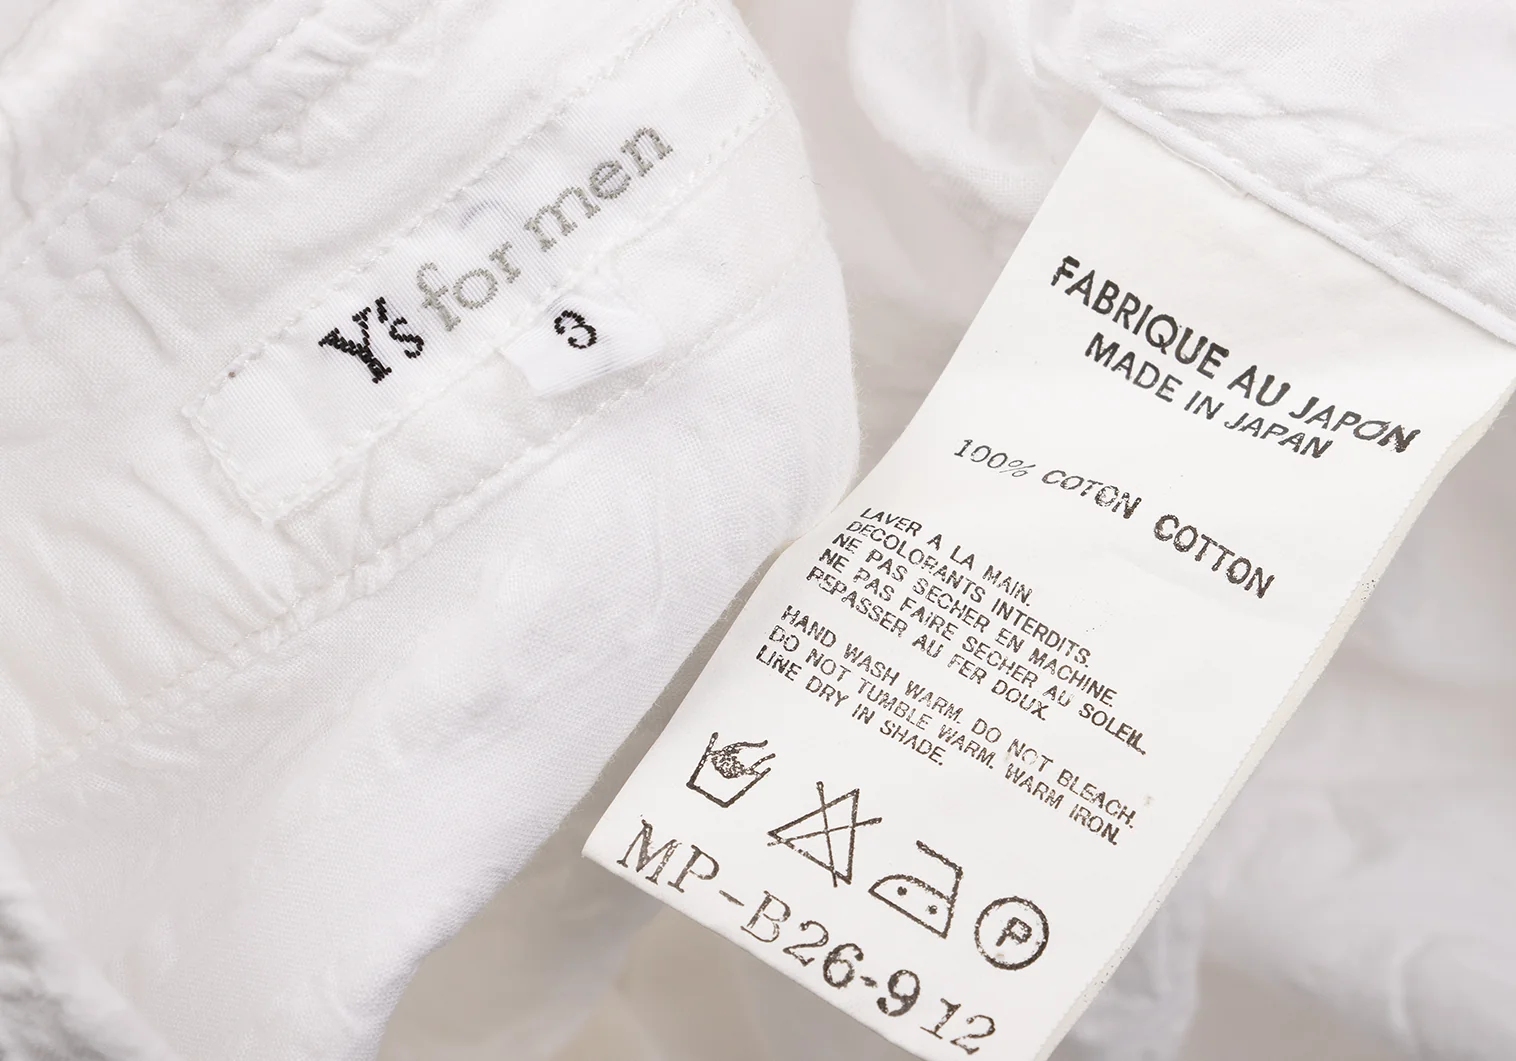 Y's for men
3
FABRIQUE AU JAPON
MADE IN JAPAN
100% COTON COTTON
LAVER A LA MAIN.
DECOLORANTS INTERDITS.
NE PAS SECHER EN MACHINE.
NE PAS FAIRE SECHER AU SOLEIL.
REPASSER AU FER DOUX.
HAND WASH WARM. DO NOT BLEACH.
DO NOT TUMBLE WARM. WARM IRON.
LINE DRY IN SHADE.
P
MP-B26-912